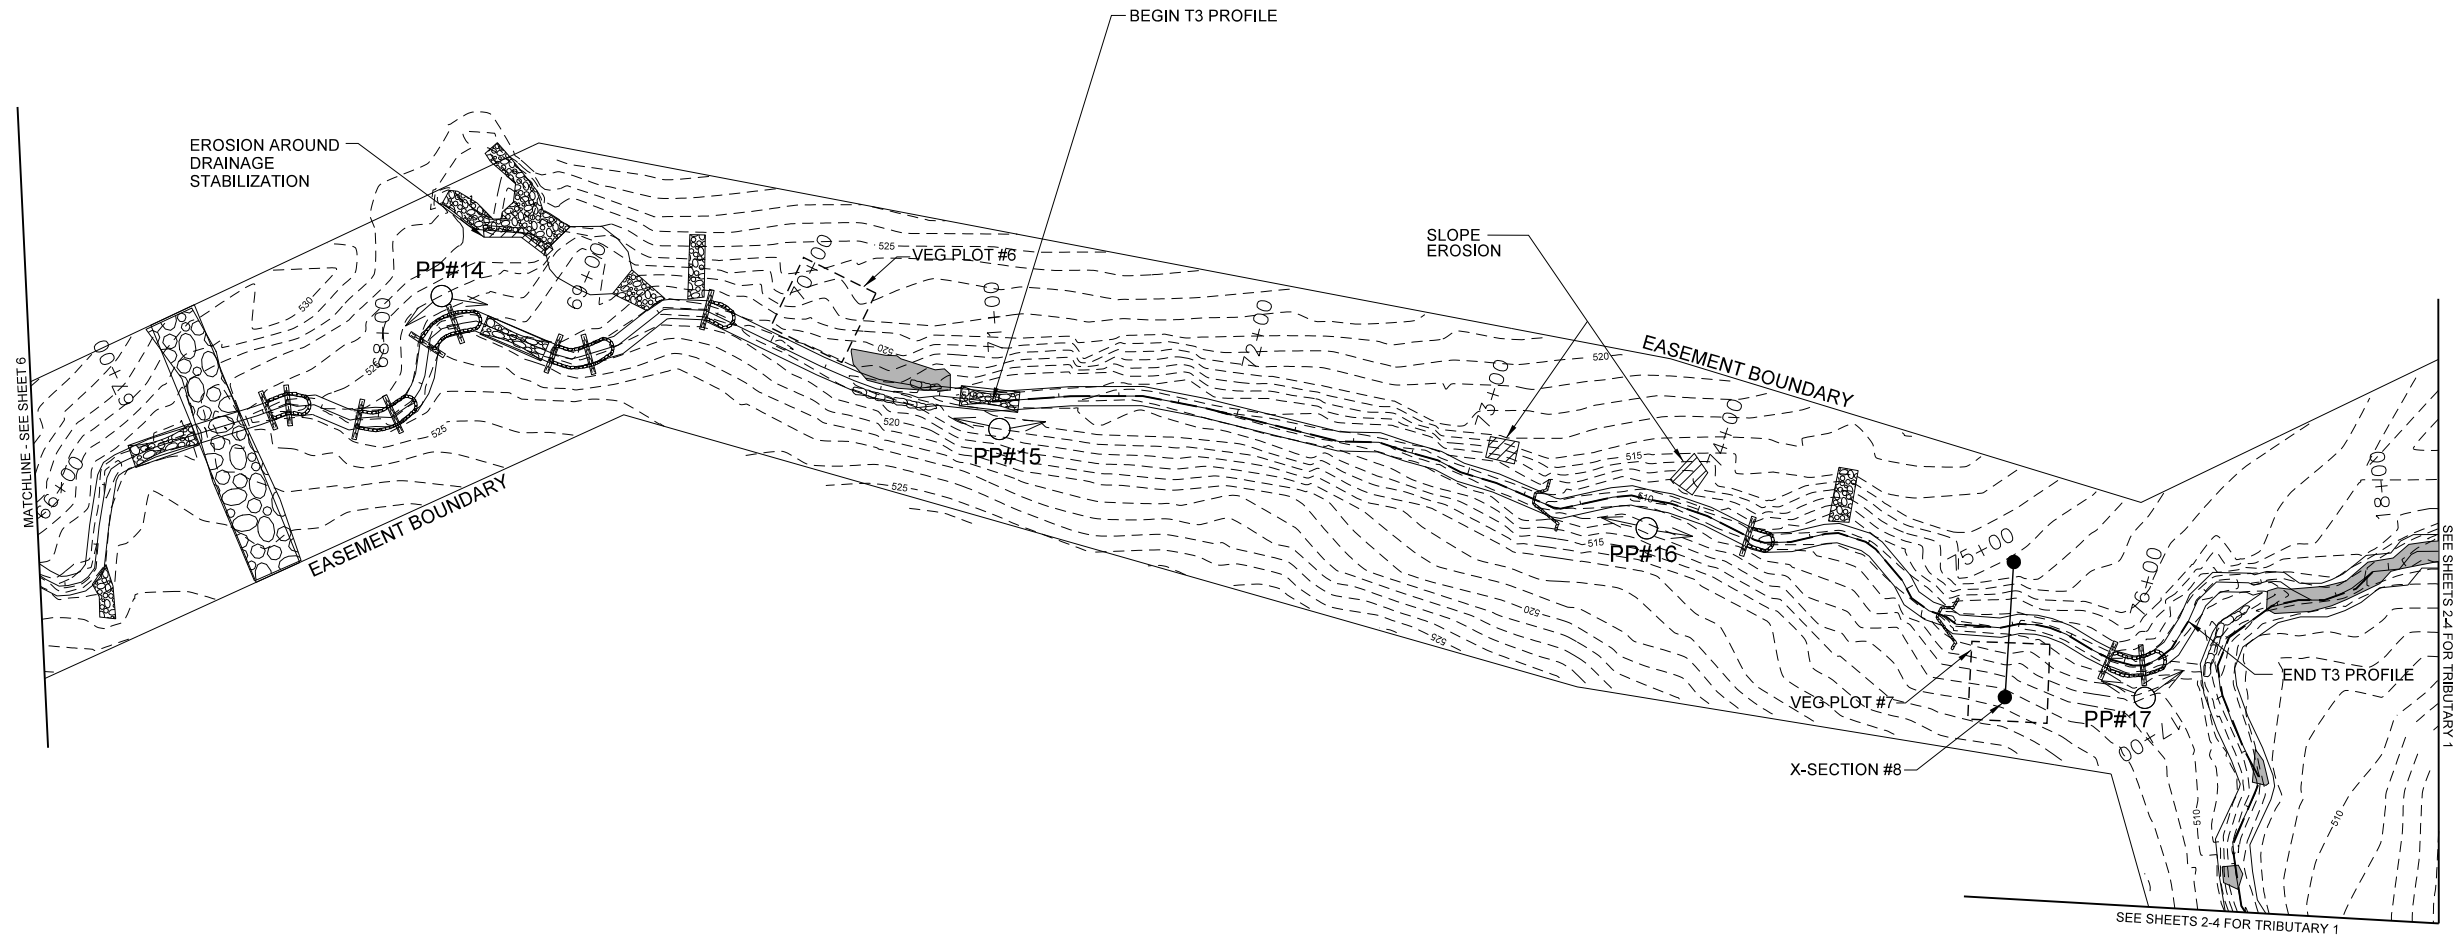 BEGIN T3 PROFILE
EROSION AROUND
DRAINAGE
STABILIZATION
SLOPE
EROSION
525
VEG PLOT #6
PP#14
69+00
70+00
71+00
72+00
530
68+00
525
67+00
520
520
EASEMENT BOUNDARY
MATCHLINE - SEE SHEET 6
73+00
74+00
520
525
PP#15
515
18+00
66+00
525
510
EASEMENT BOUNDARY
515
PP#16
75+00
76+00
520
525
SEE SHEETS 2-4 FOR TRIBUTARY 1
END T3 PROFILE
VEG PLOT #7
PP#17
77+00
X-SECTION #8
510
510
SEE SHEETS 2-4 FOR TRIBUTARY 1